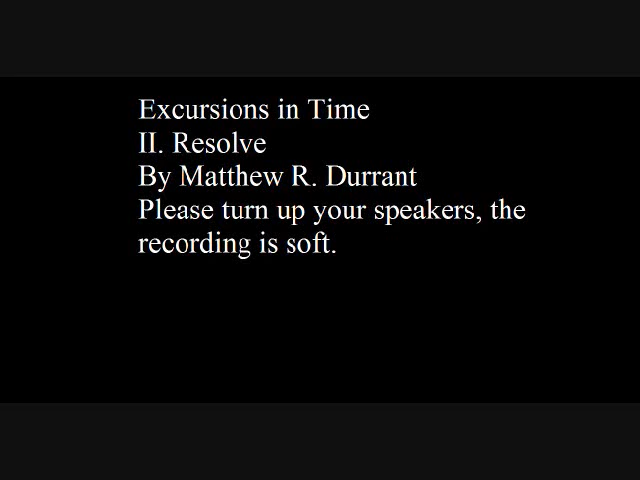 Excursions in Time
II. Resolve
By Matthew R. Durrant
Please turn up your speakers, the
recording is soft.